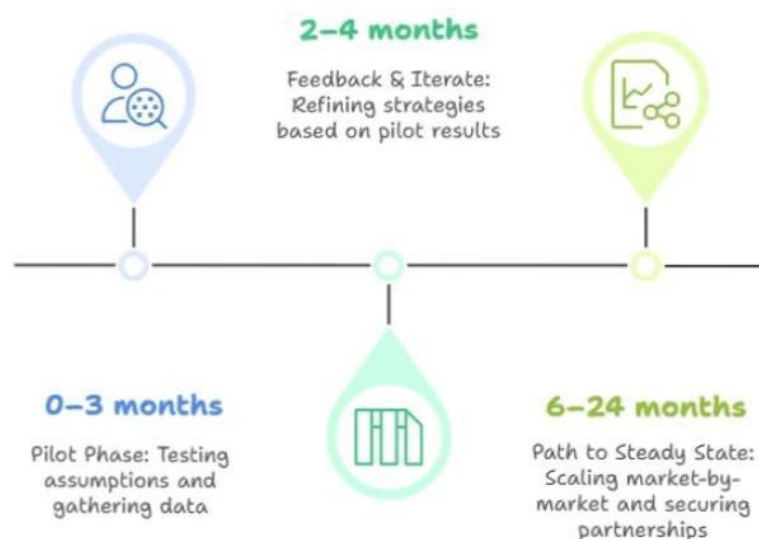 2–4 months
Feedback & Iterate:
Refining strategies
based on pilot results
0–3 months
Pilot Phase: Testing
assumptions and
gathering data
6–24 months
Path to Steady State:
Scaling market-by-
market and securing
partnerships